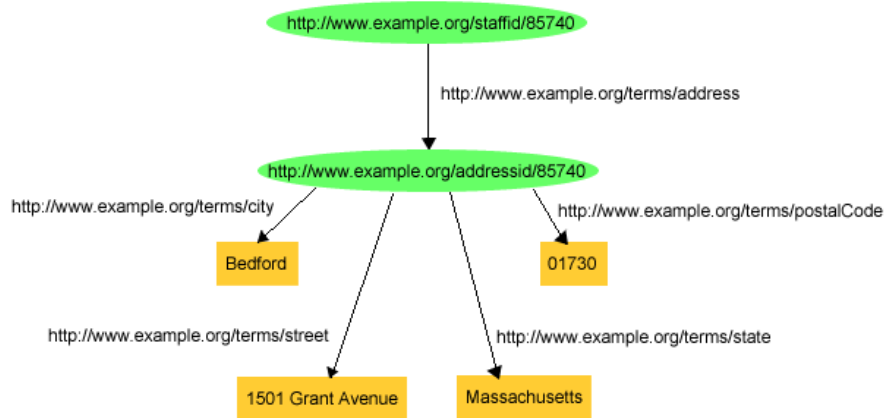 http://www.example.org/staffid/85740
http://www.example.org/terms/address
http://www.example.org/addressid/85740
http://www.example.org/terms/city
http://www.example.org/terms/postalCode
Bedford
01730
http://www.example.org/terms/street
http://www.example.org/terms/state
1501 Grant Avenue
Massachusetts